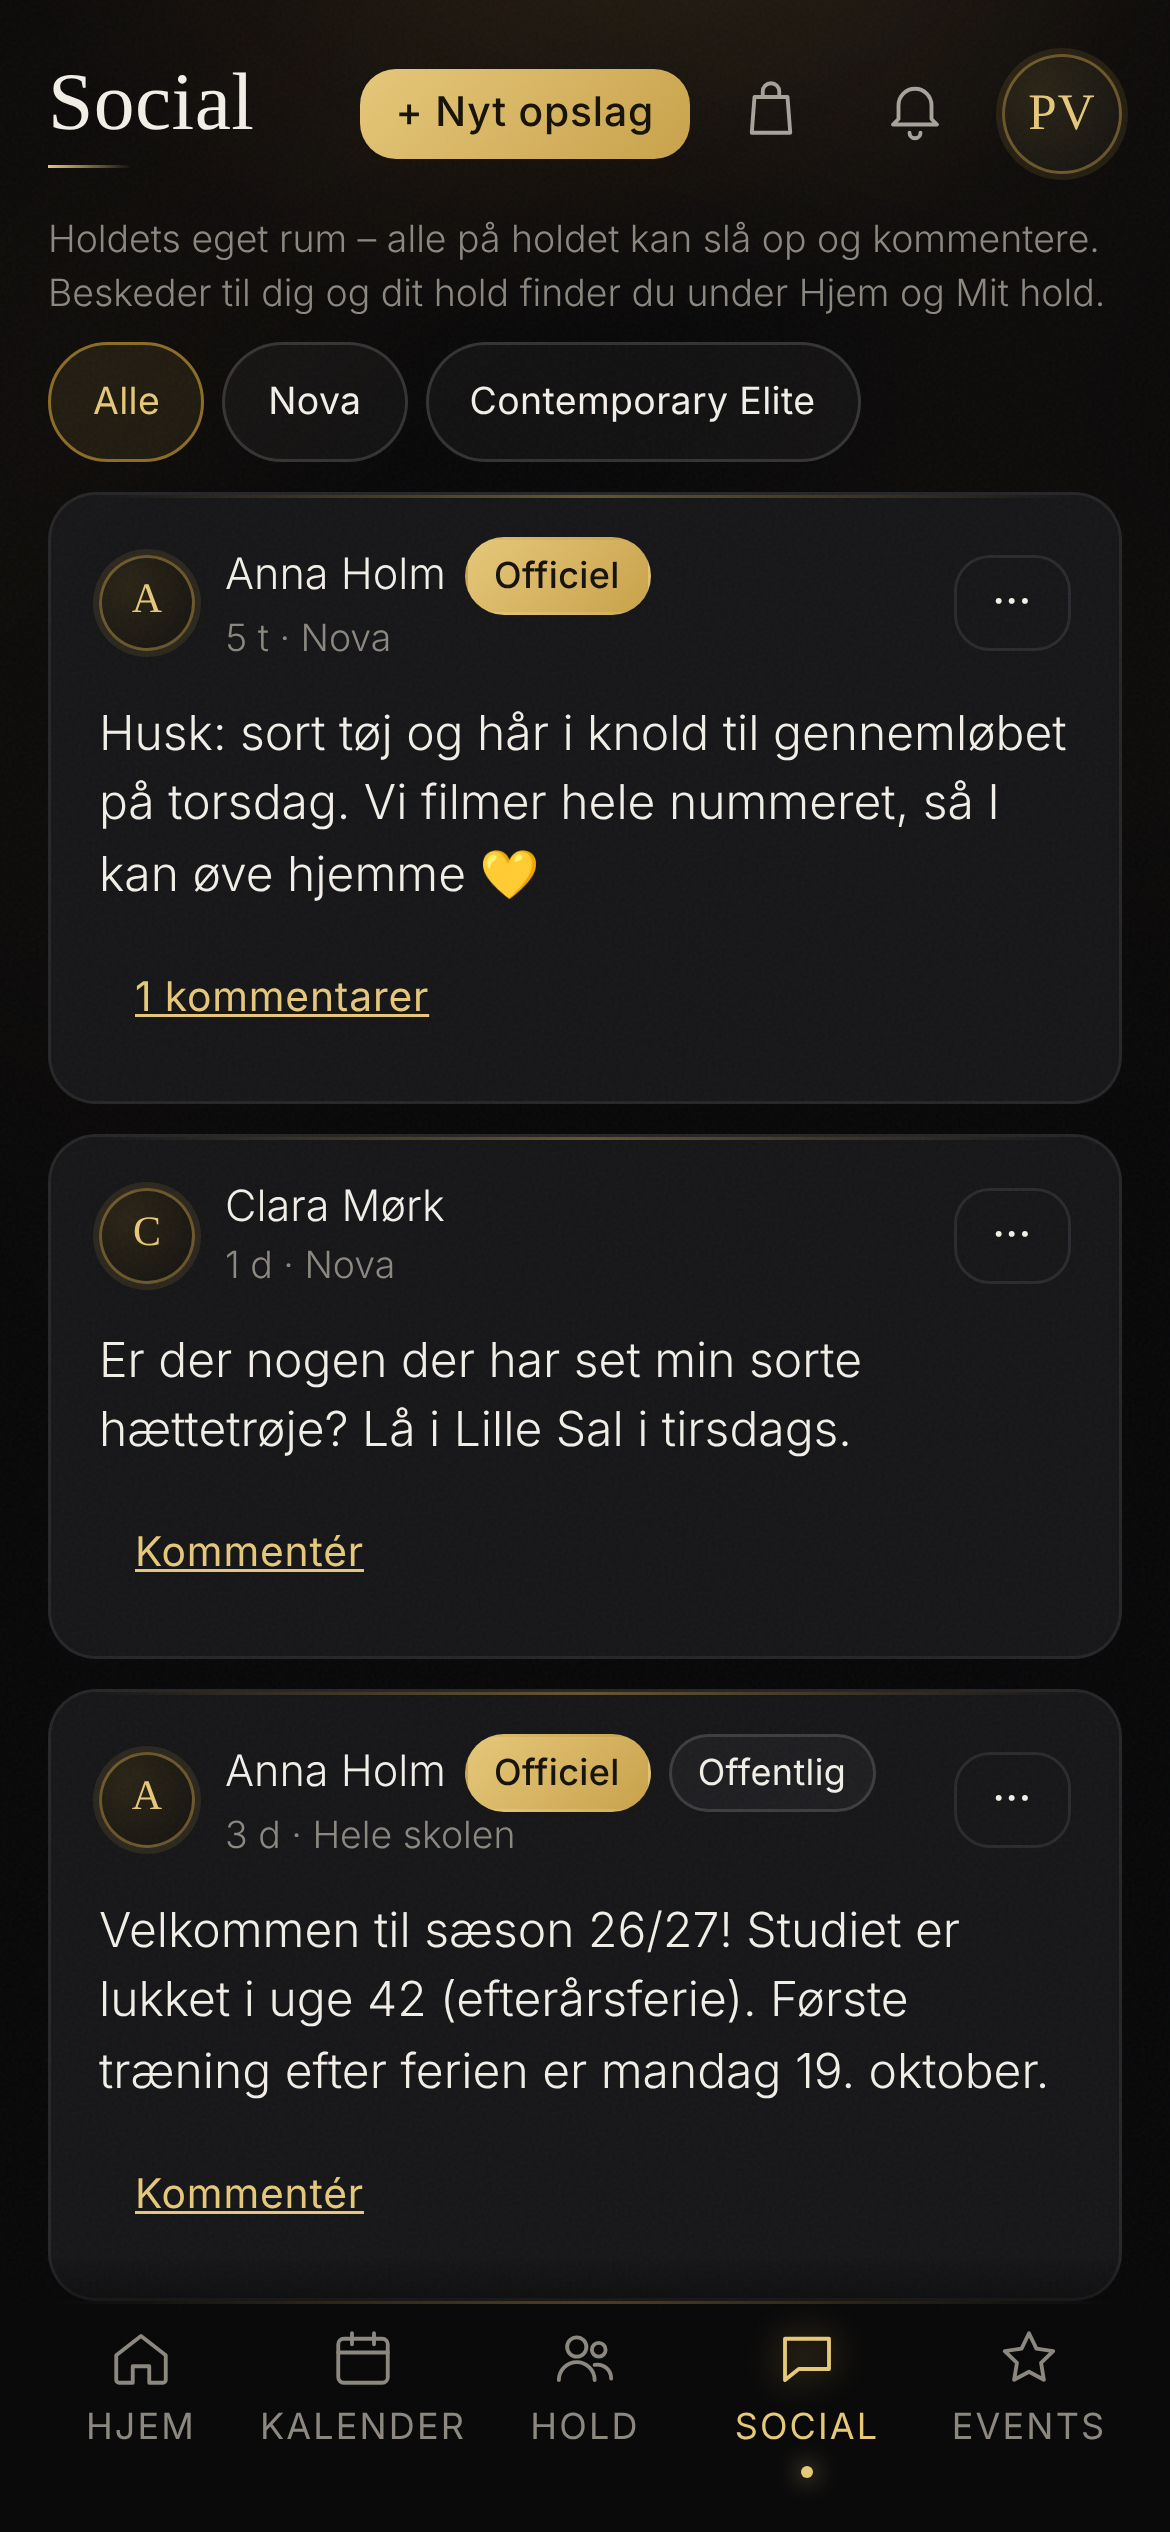 Social
+ Nyt opslag
PV
Holdets eget rum – alle på holdet kan slå op og kommentere.
Beskeder til dig og dit hold finder du under Hjem og Mit hold.
Alle
Nova
Contemporary Elite
A
Anna Holm
Officiel
...
5 t · Nova
Husk: sort tøj og hår i knold til gennemløbet
på torsdag. Vi filmer hele nummeret, så I
kan øve hjemme 💛
1 kommentarer
C
Clara Mørk
...
1 d · Nova
Er der nogen der har set min sorte
hættetrøje? Lå i Lille Sal i tirsdags.
Kommentér
A
Anna Holm
Officiel
Offentlig
...
3 d · Hele skolen
Velkommen til sæson 26/27! Studiet er
lukket i uge 42 (efterårsferie). Første
træning efter ferien er mandag 19. oktober.
Kommentér
HJEM
KALENDER
HOLD
SOCIAL
EVENTS